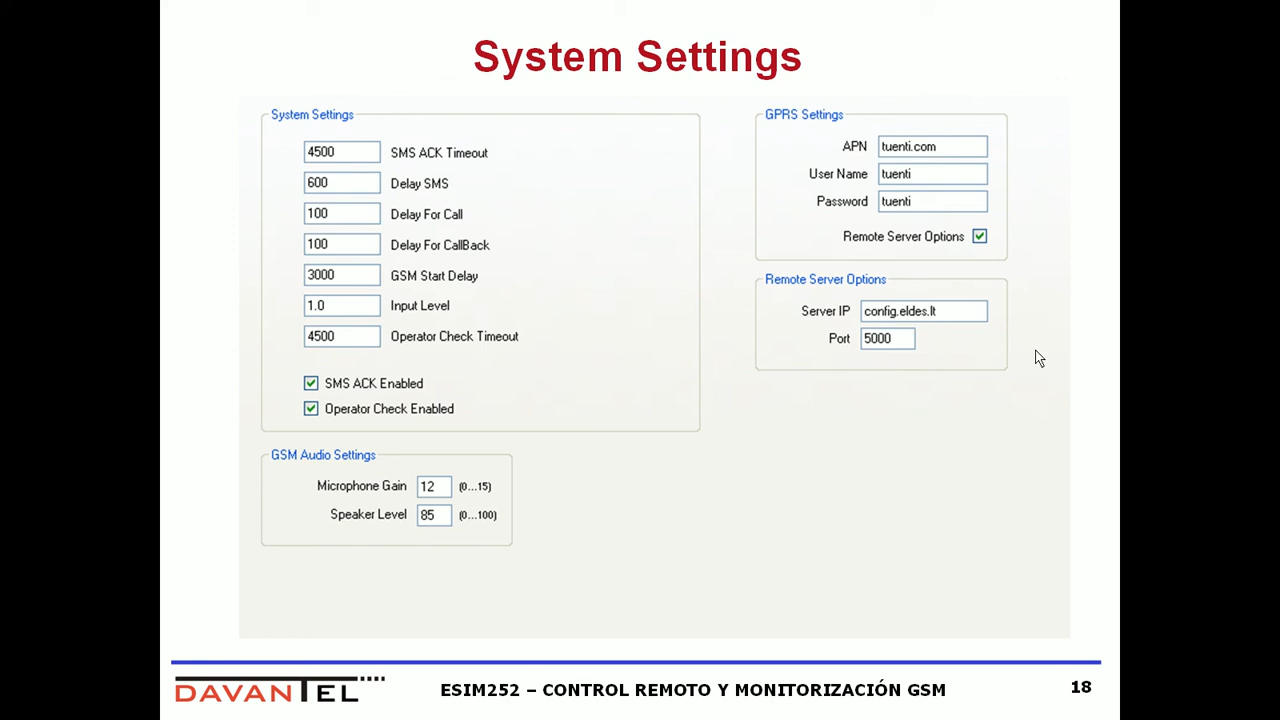 System Settings
System Settings
4500 SMS ACK Timeout
600 Delay SMS
100 Delay For Call
100 Delay For CallBack
3000 GSM Start Delay
1.0 Input Level
4500 Operator Check Timeout
SMS ACK Enabled
Operator Check Enabled
GSM Audio Settings
Microphone Gain 12 (0...15)
Speaker Level 85 (0...100)
GPRS Settings
APN tuenti.com
User Name tuenti
Password tuenti
Remote Server Options
Remote Server Options
Server IP config.eldes.lt
Port 5000
DAVANTEL
ESIM252 – CONTROL REMOTO Y MONITORIZACIÓN GSM
18